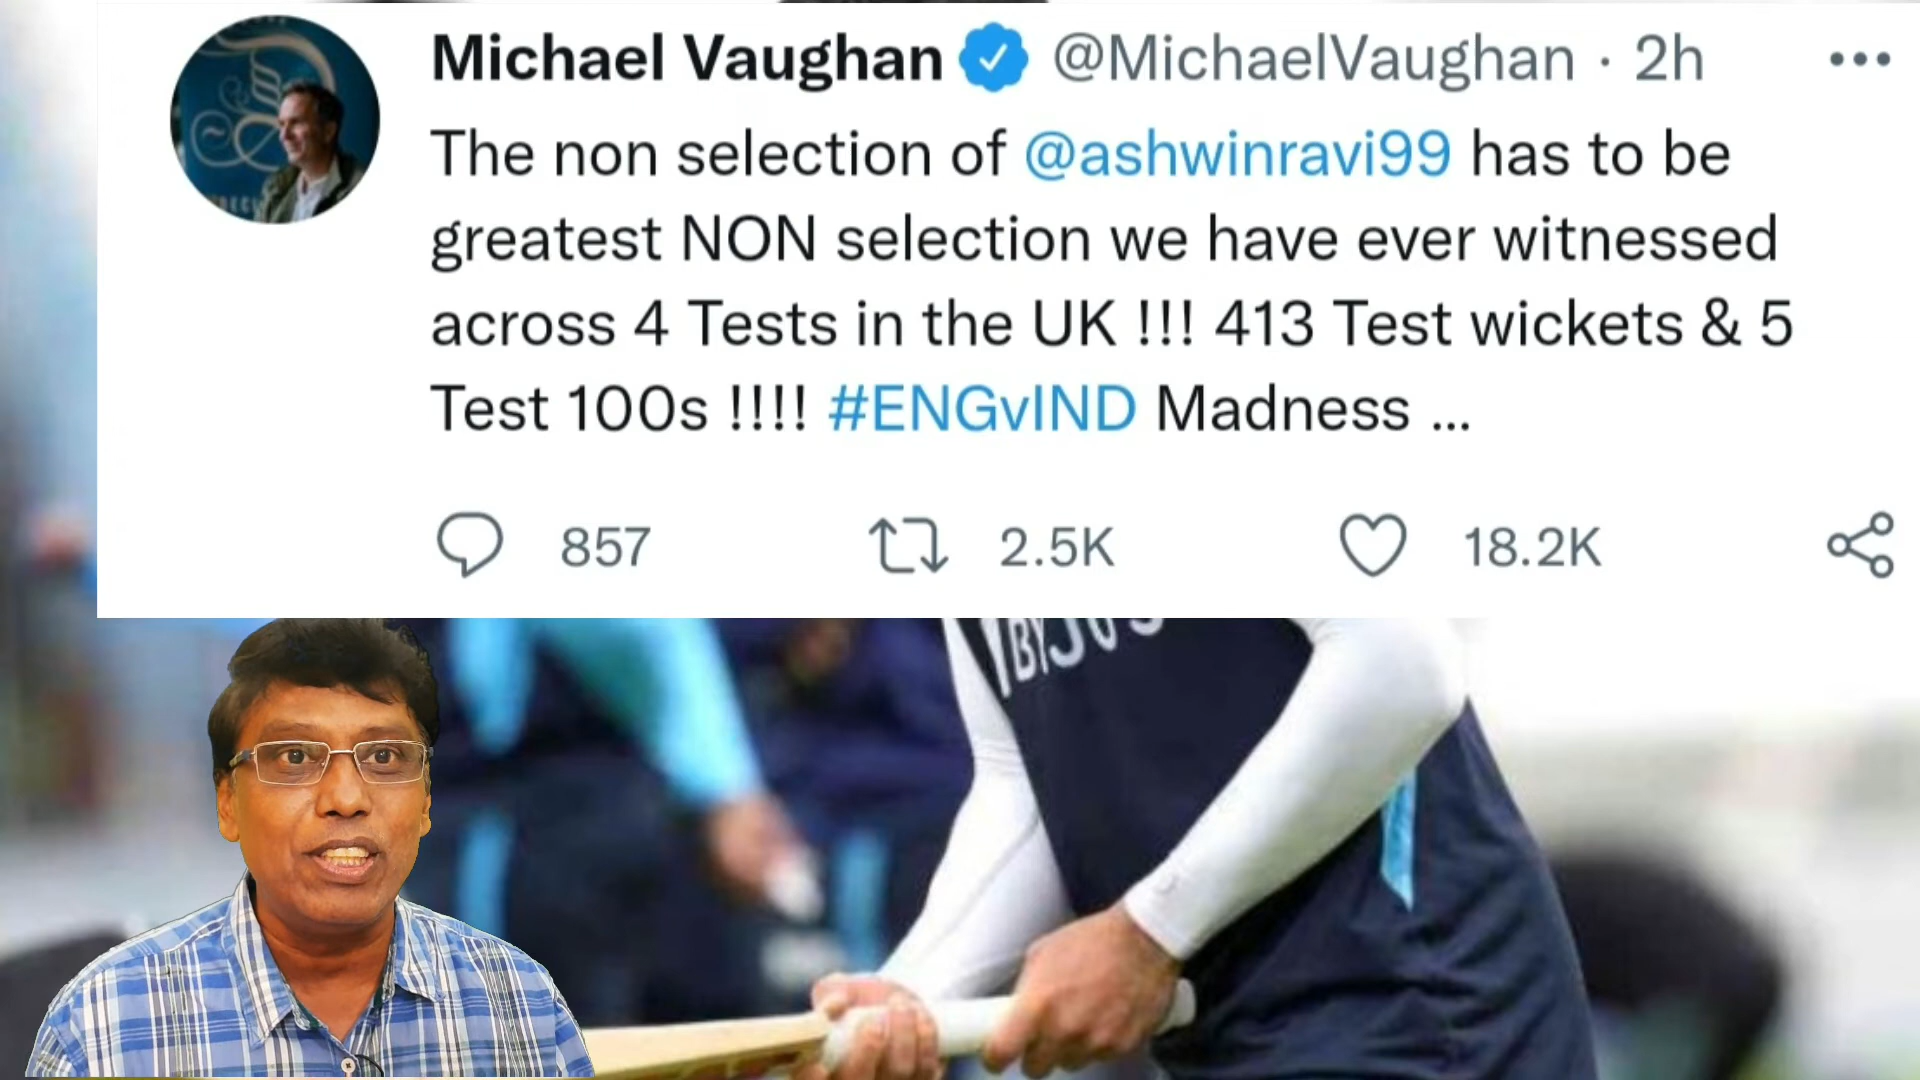 Michael Vaughan @MichaelVaughan · 2h
The non selection of @ashwinravi99 has to be
greatest NON selection we have ever witnessed
across 4 Tests in the UK !!! 413 Test wickets & 5
Test 100s !!!! #ENGvIND Madness ...
857 2.5K 18.2K
BYJU'S